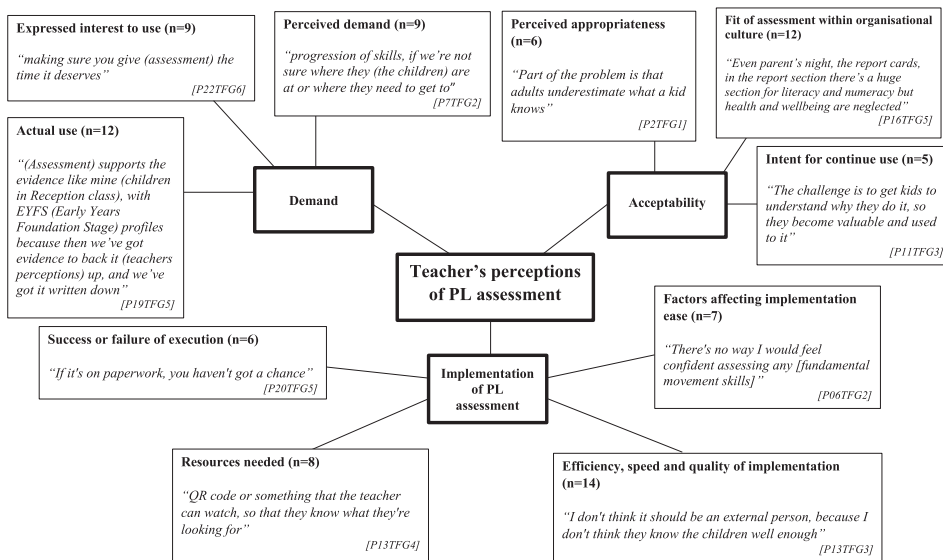 Expressed interest to use (n=9)
“making sure you give (assessment) the
time it deserves”
[P22TFG6]
Perceived demand (n=9)
“progression of skills, if we’re not
sure where they (the children) are
at or where they need to get to"
[P7TFG2]
Perceived appropriateness
(n=6)
“Part of the problem is that
adults underestimate what a kid
knows”
[P2TFG1]
Fit of assessment within organisational
culture (n=12)
“Even parent’s night, the report cards,
in the report section there’s a huge
section for literacy and numeracy but
health and wellbeing are neglected”
[P16TFG5]
Actual use (n=12)
“(Assessment) supports the
evidence like mine (children
in Reception class), with
EYFS (Early Years
Foundation Stage) profiles
because then we’ve got
evidence to back it (teachers
perceptions) up, and we’ve
got it written down”
[P19TFG5]
Demand
Acceptability
Intent for continue use (n=5)
“The challenge is to get kids to
understand why they do it, so
they become valuable and used
to it”
[P11TFG3]
Teacher’s perceptions
of PL assessment
Success or failure of execution (n=6)
“If it's on paperwork, you haven't got a chance”
[P20TFG5]
Implementation
of PL
assessment
Factors affecting implementation
ease (n=7)
“There's no way I would feel
confident assessing any [fundamental
movement skills]”
[P06TFG2]
Resources needed (n=8)
“QR code or something that the teacher
can watch, so that they know what they're
looking for”
[P13TFG4]
Efficiency, speed and quality of implementation
(n=14)
“I don't think it should be an external person, because I
don't think they know the children well enough”
[P13TFG3]